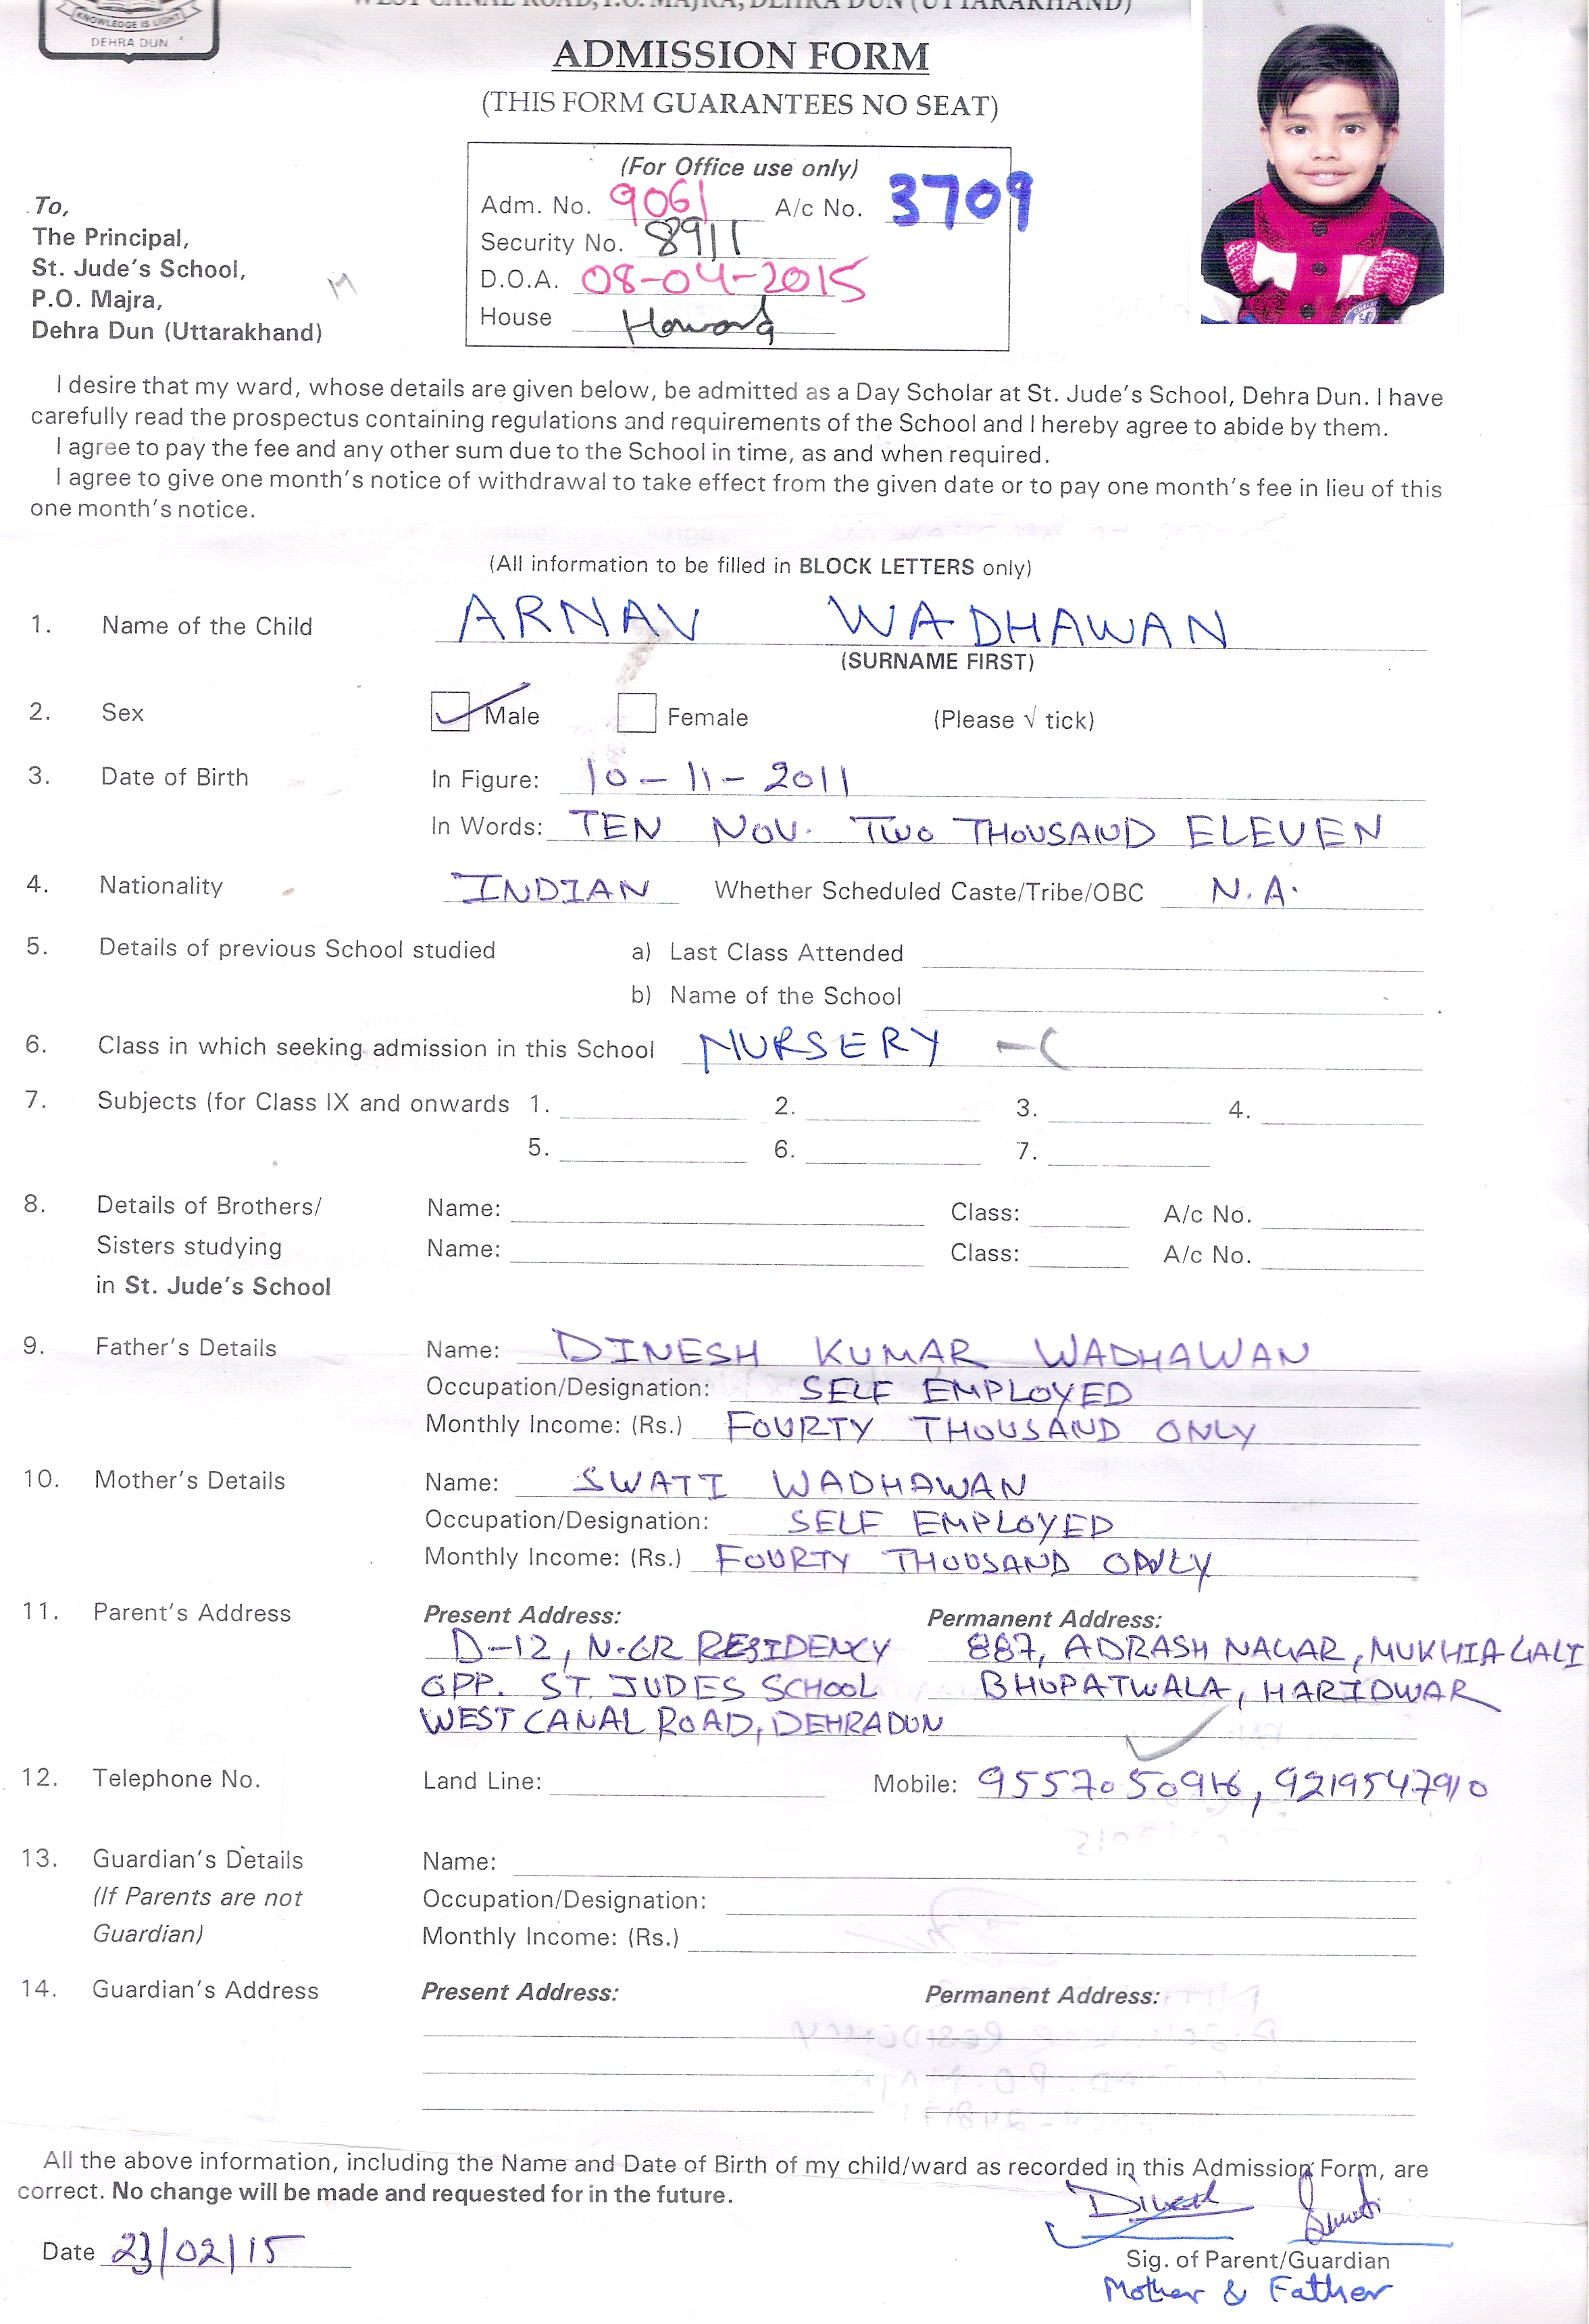 WEST CANAL ROAD, P.O. MAJRA, DEHRA DUN (UTTARAKHAND)
KNOWLEDGE IS LIGHT
DEHRA DUN
ADMISSION FORM
(THIS FORM GUARANTEES NO SEAT)
(For Office use only)
Adm. No. 9061 A/c No. 3709
Security No. 8911
D.O.A. 08-04-2015
House Howard
To,
The Principal,
St. Jude's School,
P.O. Majra,
Dehra Dun (Uttarakhand)
I desire that my ward, whose details are given below, be admitted as a Day Scholar at St. Jude's School, Dehra Dun. I have
carefully read the prospectus containing regulations and requirements of the School and I hereby agree to abide by them.
I agree to pay the fee and any other sum due to the School in time, as and when required.
I agree to give one month's notice of withdrawal to take effect from the given date or to pay one month's fee in lieu of this
one month's notice.
(All information to be filled in BLOCK LETTERS only)
1. Name of the Child ARNAV WADHAWAN
(SURNAME FIRST)
2. Sex Male Female (Please √ tick)
3. Date of Birth In Figure: 10-11-2011
In Words: TEN NOV. TWO THOUSAND ELEVEN
4. Nationality INDIAN Whether Scheduled Caste/Tribe/OBC N.A.
5. Details of previous School studied a) Last Class Attended
b) Name of the School
6. Class in which seeking admission in this School NURSERY -C
7. Subjects (for Class IX and onwards 1. 2. 3. 4.
5. 6. 7.
8. Details of Brothers/ Name: Class: A/c No.
Sisters studying Name: Class: A/c No.
in St. Jude's School
9. Father's Details Name: DINESH KUMAR WADHAWAN
Occupation/Designation: SELF EMPLOYED
Monthly Income: (Rs.) FOURTY THOUSAND ONLY
10. Mother's Details Name: SWATI WADHAWAN
Occupation/Designation: SELF EMPLOYED
Monthly Income: (Rs.) FOURTY THOUSAND ONLY
11. Parent's Address Present Address: Permanent Address:
D-12, N.CR RESIDENCY 887, ADRASH NAGAR, MUKHIA GALI
OPP. ST. JUDES SCHOOL BHUPATWALA, HARIDWAR
WEST CANAL ROAD, DEHRADUN
12. Telephone No. Land Line: Mobile: 9219547910
13. Guardian's Details Name:
(If Parents are not Occupation/Designation:
Guardian) Monthly Income: (Rs.)
14. Guardian's Address Present Address: Permanent Address:
All the above information, including the Name and Date of Birth of my child/ward as recorded in this Admission Form, are
correct. No change will be made and requested for in the future.
Date 23/02/15
Sig. of Parent/Guardian
Mother & Father